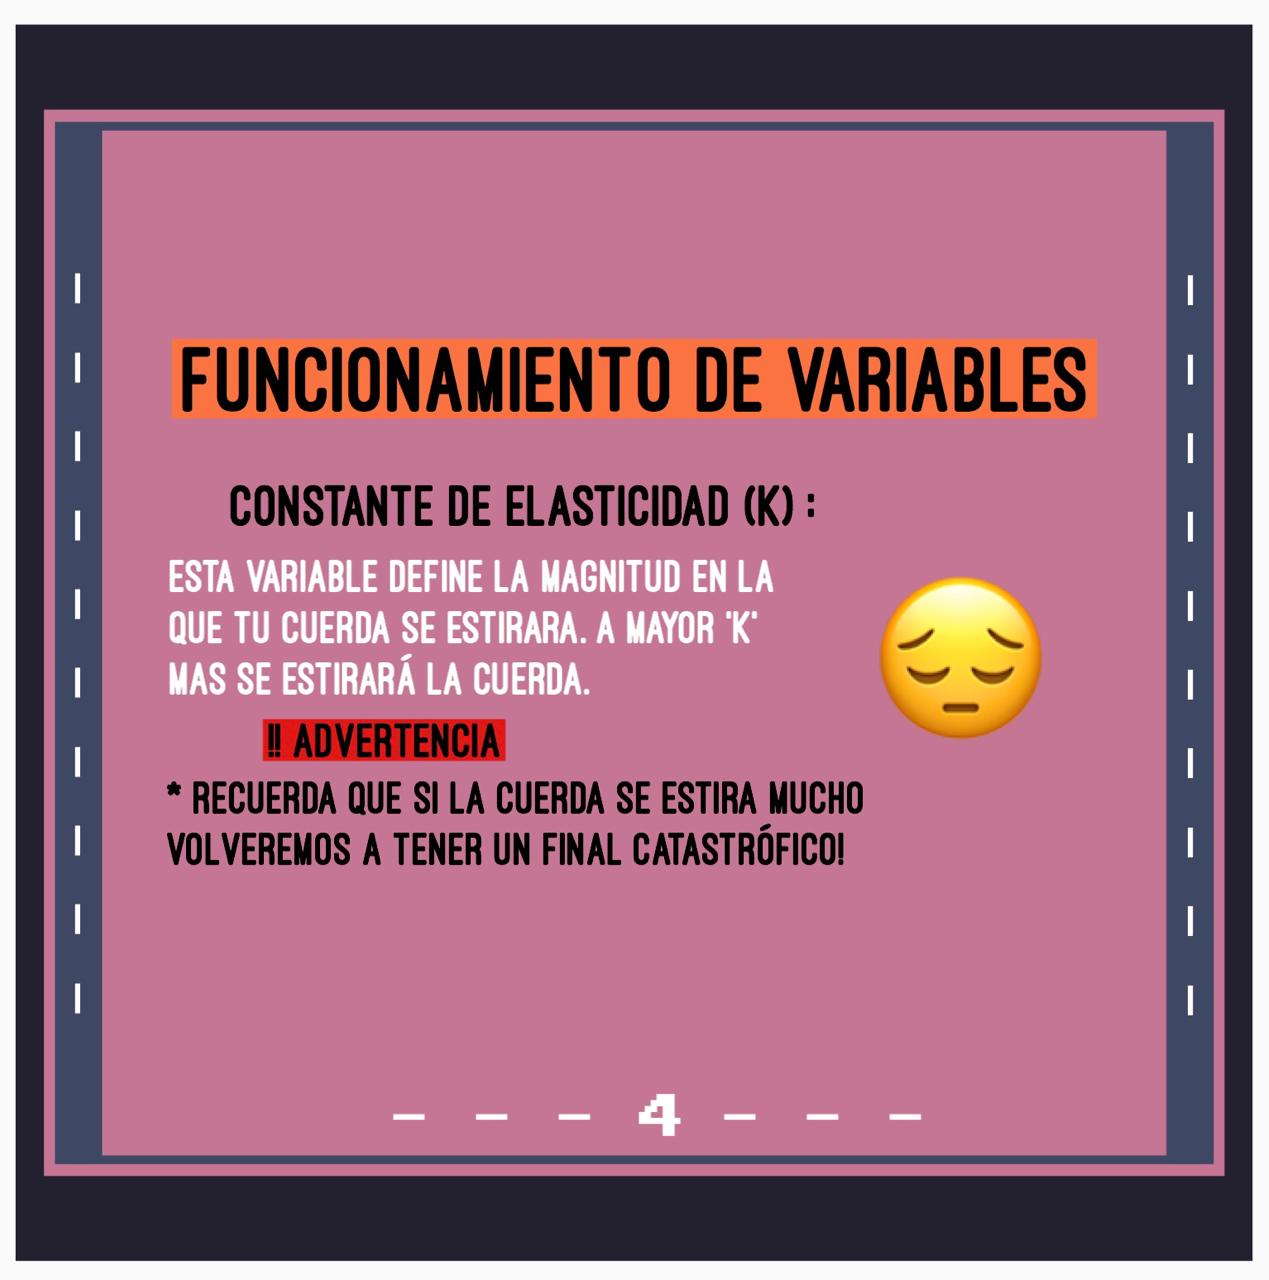 FUNCIONAMIENTO DE VARIABLES
CONSTANTE DE ELASTICIDAD (K) :
ESTA VARIABLE DEFINE LA MAGNITUD EN LA
QUE TU CUERDA SE ESTIRARA. A MAYOR "K"
MAS SE ESTIRARÁ LA CUERDA.
!! ADVERTENCIA
* RECUERDA QUE SI LA CUERDA SE ESTIRA MUCHO
VOLVEREMOS A TENER UN FINAL CATASTRÓFICO!
4